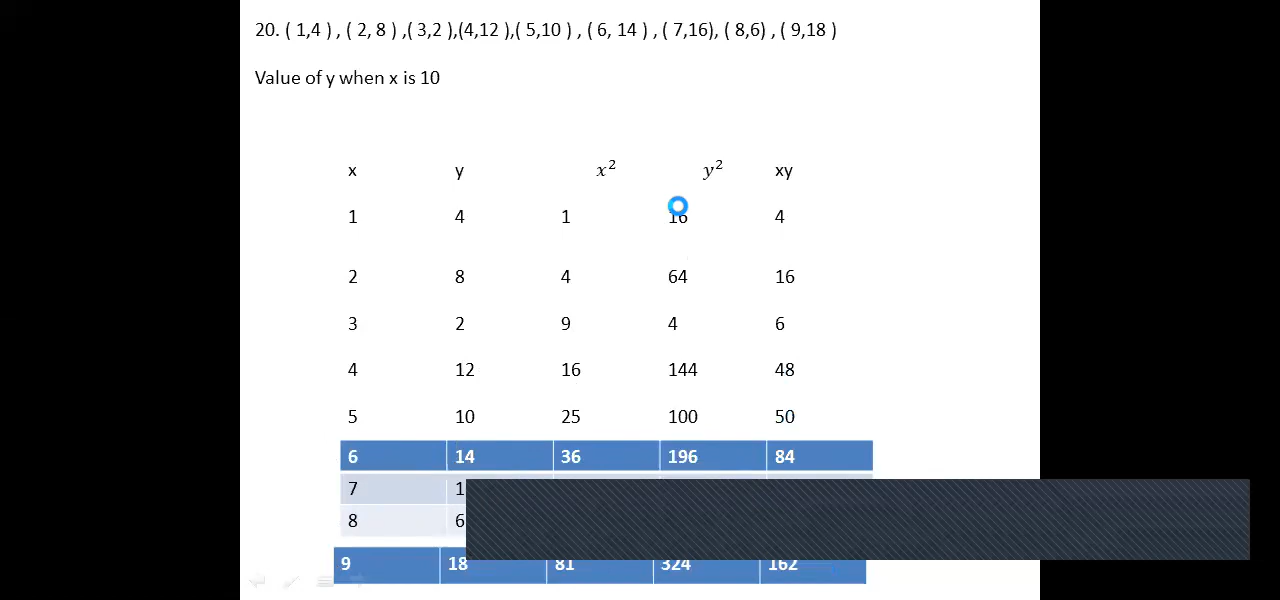 20. ( 1,4 ) , ( 2, 8 ) ,( 3,2 ),(4,12 ),( 5,10 ) , ( 6, 14 ) , ( 7,16), ( 8,6) , ( 9,18 )
Value of y when x is 10
x y x² y² xy
1 4 1 16 4
2 8 4 64 16
3 2 9 4 6
4 12 16 144 48
5 10 25 100 50
6 14 36 196 84
7 1
8 6
9 18 81 324 162